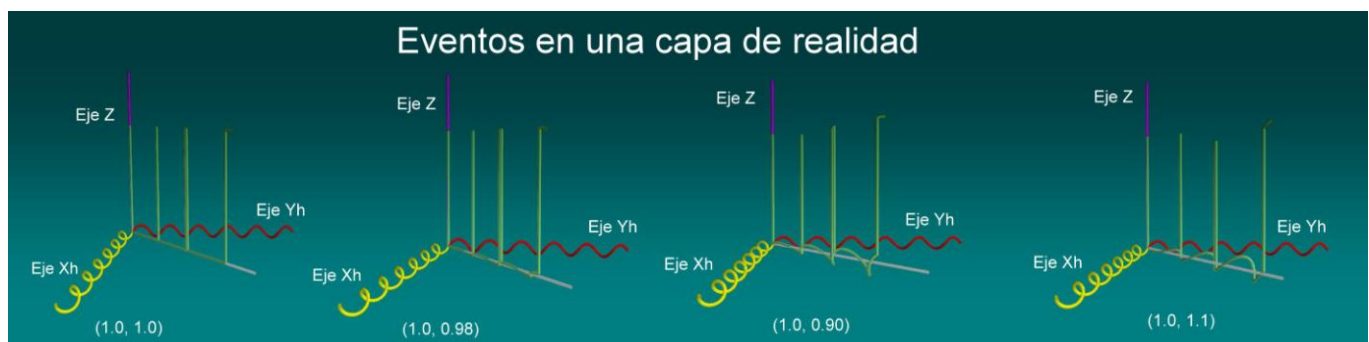 Eventos en una capa de realidad
Eje Z
Eje Yh
Eje Xh
(1.0, 1.0)
Eje Z
Eje Yh
Eje Xh
(1.0, 0.98)
Eje Z
Eje Yh
Eje Xh
(1.0, 0.90)
Eje Z
Eje Yh
Eje Xh
(1.0, 1.1)